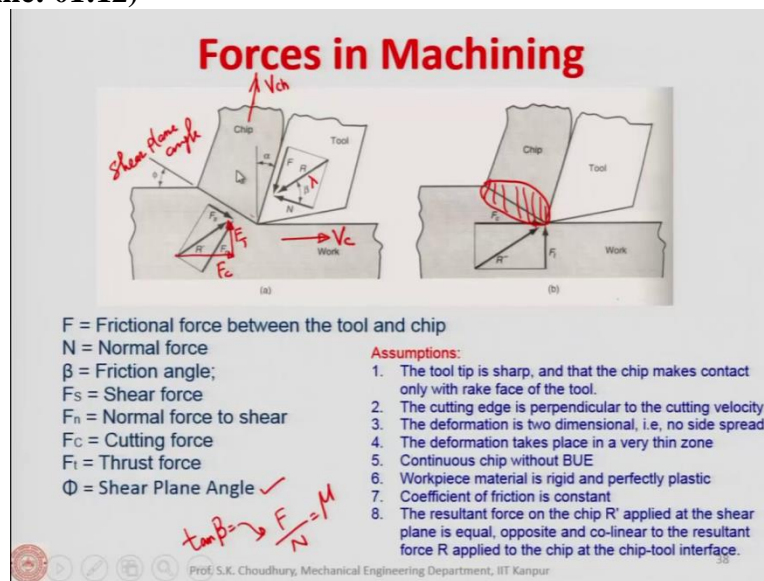 Forces in Machining
Vch
Shear plane
angle
Chip
Tool
α
θ
F
R
β λ
N
Fs
R'
F
FT
FC
VC
Work
(a)
Chip
Tool
Fc
R"
Ft
Work
(b)
F = Frictional force between the tool and chip
N = Normal force
β = Friction angle;
Fs = Shear force
Fn = Normal force to shear
Fc = Cutting force
Ft = Thrust force
Φ = Shear Plane Angle
tanβ = F/N = μ
Assumptions:
1. The tool tip is sharp, and that the chip makes contact
only with rake face of the tool.
2. The cutting edge is perpendicular to the cutting velocity
3. The deformation is two dimensional, i.e, no side spread
4. The deformation takes place in a very thin zone
5. Continuous chip without BUE
6. Workpiece material is rigid and perfectly plastic
7. Coefficient of friction is constant
8. The resultant force on the chip R' applied at the shear
plane is equal, opposite and co-linear to the resultant
force R applied to the chip at the chip-tool interface.
Prof. S.K. Choudhury, Mechanical Engineering Department, IIT Kanpur
38